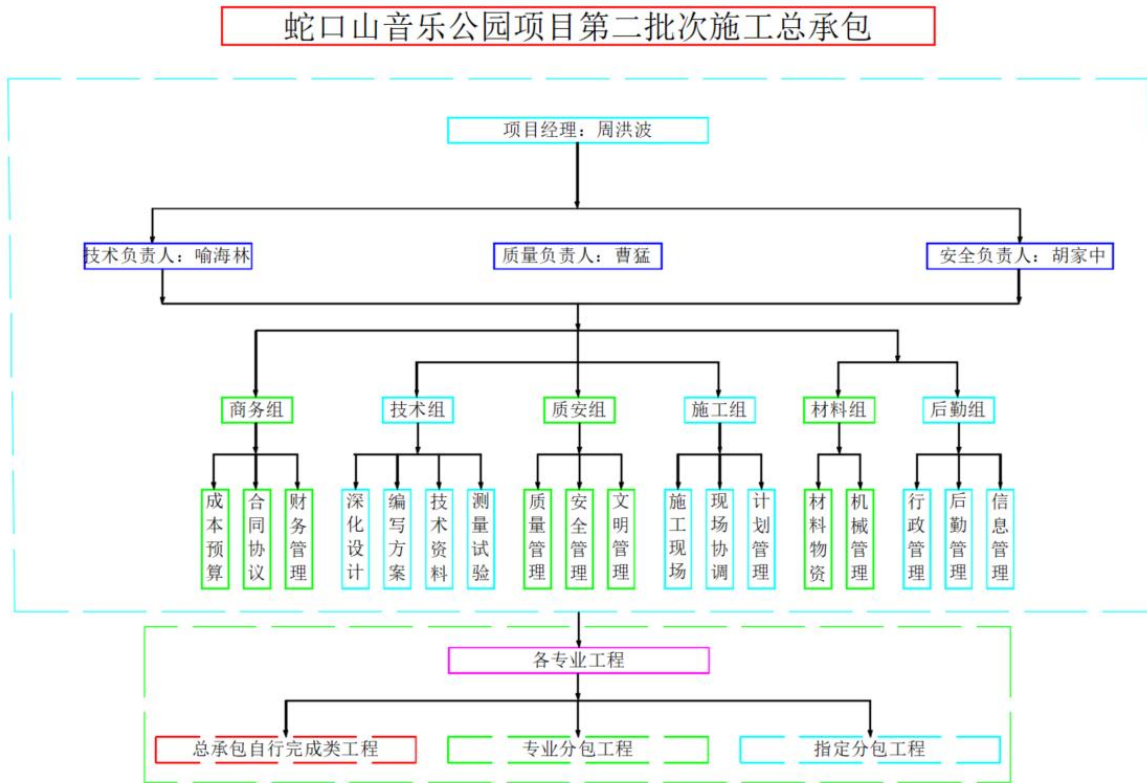 蛇口山音乐公园项目第二批次施工总承包
项目经理：周洪波
技术负责人：喻海林
质量负责人：曹猛
安全负责人：胡家中
商务组
技术组
质安组
施工组
材料组
后勤组
成本预算
合同协议
财务管理
深化设计
编写方案
技术资料
测量试验
质量管理
安全管理
文明管理
施工现场
现场协调
计划管理
材料物资
机械管理
行政管理
后勤管理
信息管理
各专业工程
总承包自行完成类工程
专业分包工程
指定分包工程